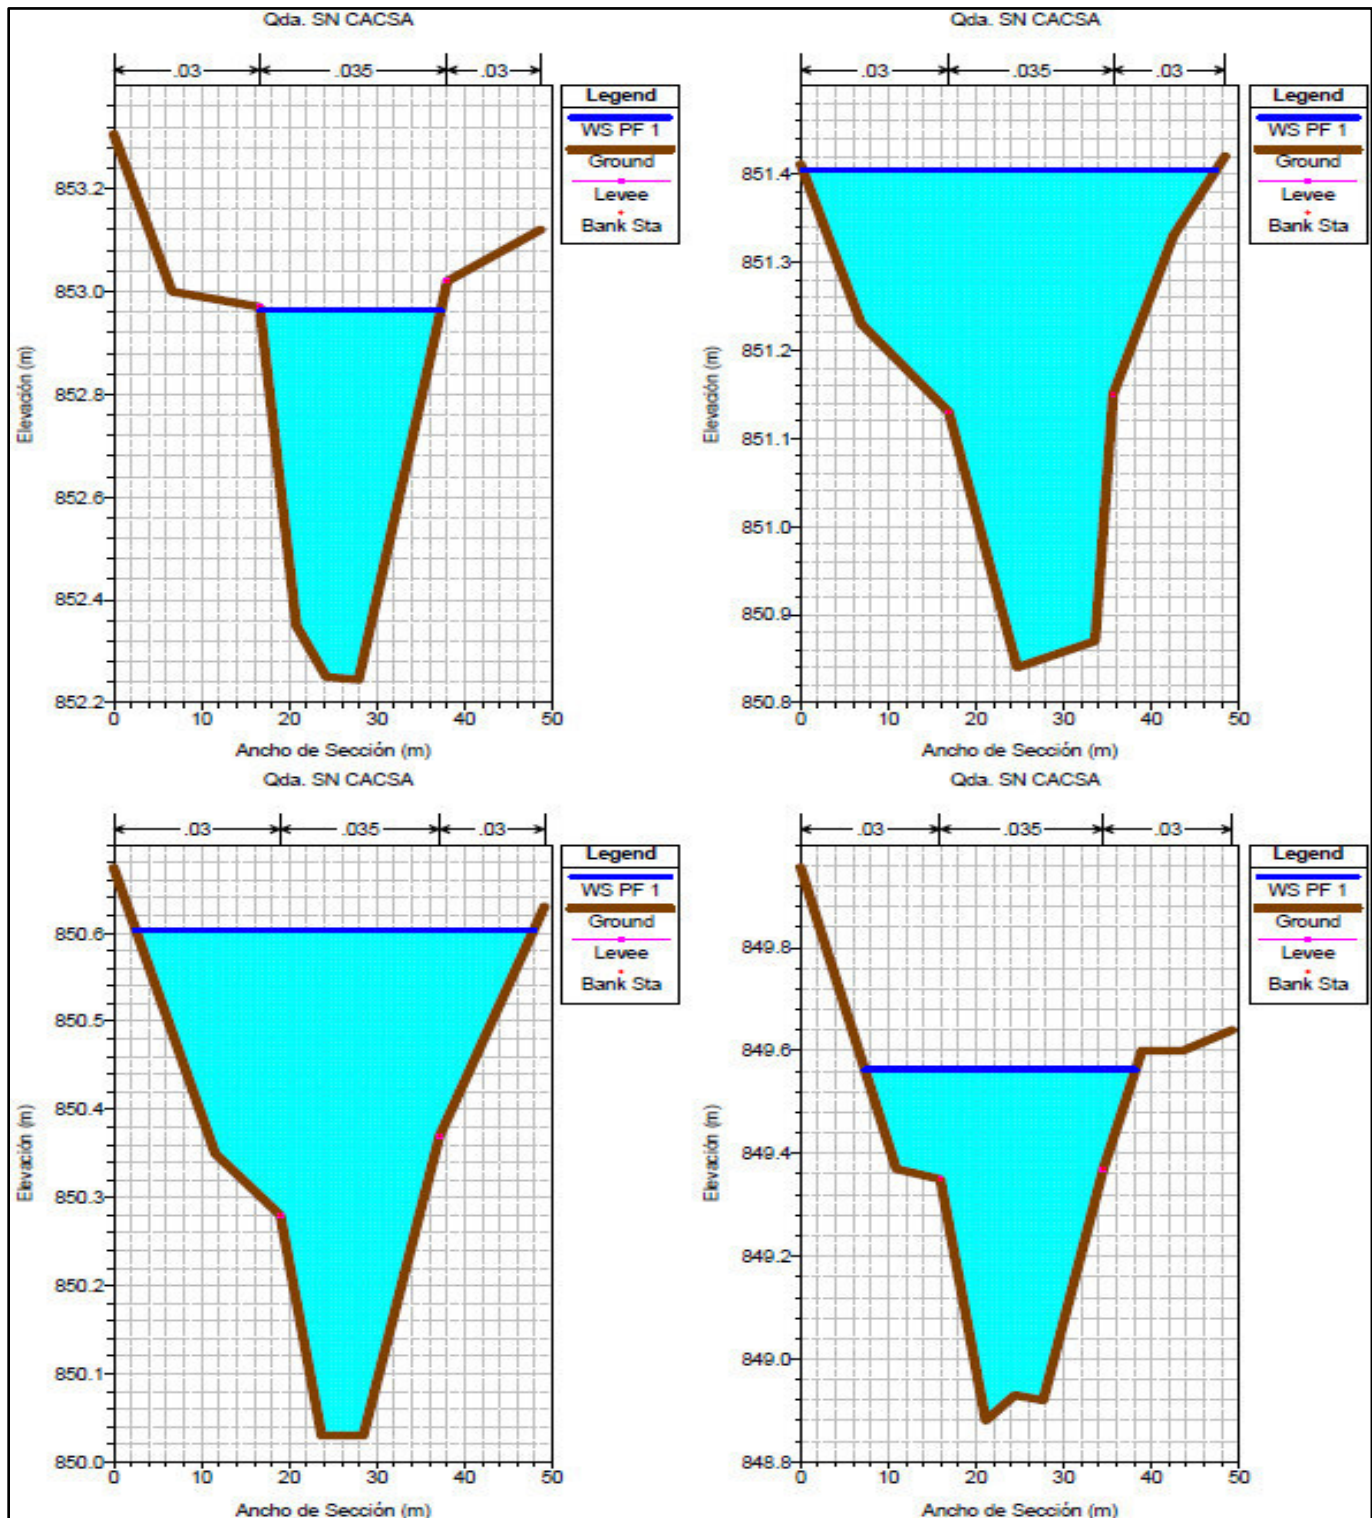 Qda. SN CACSA
.03 .035 .03
Legend
WS PF 1
Ground
Levee
Bank Sta
Elevación (m)
853.2
853.0
852.8
852.6
852.4
852.2
0 10 20 30 40 50
Ancho de Sección (m)
Qda. SN CACSA
.03 .035 .03
Legend
WS PF 1
Ground
Levee
Bank Sta
Elevación (m)
851.4
851.3
851.2
851.1
851.0
850.9
850.8
0 10 20 30 40 50
Ancho de Sección (m)
Qda. SN CACSA
.03 .035 .03
Legend
WS PF 1
Ground
Levee
Bank Sta
Elevación (m)
850.6
850.5
850.4
850.3
850.2
850.1
850.0
0 10 20 30 40 50
Ancho de Sección (m)
Qda. SN CACSA
.03 .035 .03
Legend
WS PF 1
Ground
Levee
Bank Sta
Elevación (m)
849.8
849.6
849.4
849.2
849.0
848.8
0 10 20 30 40 50
Ancho de Sección (m)